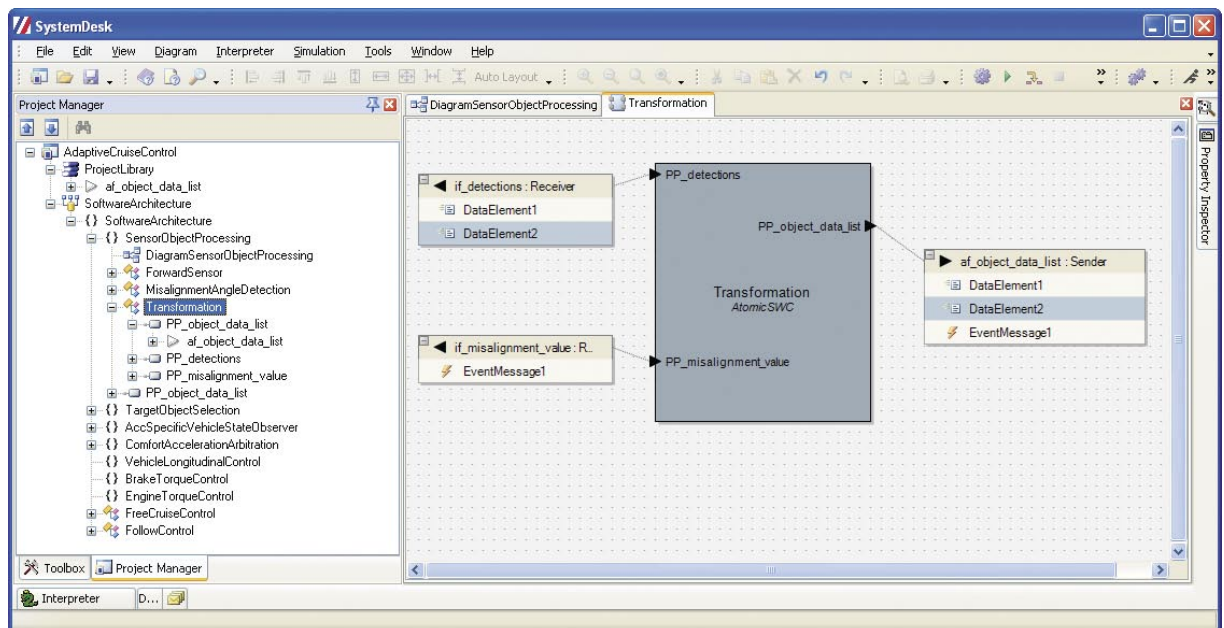 SystemDesk
File Edit View Diagram Interpreter Simulation Tools Window Help
Auto Layout
Project Manager
AdaptiveCruiseControl
ProjectLibrary
af_object_data_list
SoftwareArchitecture
{} SoftwareArchitecture
{} SensorObjectProcessing
DiagramSensorObjectProcessing
ForwardSensor
MisalignmentAngleDetection
Transformation
PP_object_data_list
af_object_data_list
PP_detections
PP_misalignment_value
PP_object_data_list
{} TargetObjectSelection
{} AccSpecificVehicleStateObserver
{} ComfortAccelerationArbitration
{} VehicleLongitudinalControl
{} BrakeTorqueControl
{} EngineTorqueControl
FreeCruiseControl
FollowControl
Toolbox Project Manager
Interpreter D...
DiagramSensorObjectProcessing Transformation
if_detections : Receiver
DataElement1
DataElement2
if_misalignment_value : R..
EventMessage1
PP_detections
PP_object_data_list
Transformation
AtomicSWC
PP_misalignment_value
af_object_data_list : Sender
DataElement1
DataElement2
EventMessage1
Property Inspector